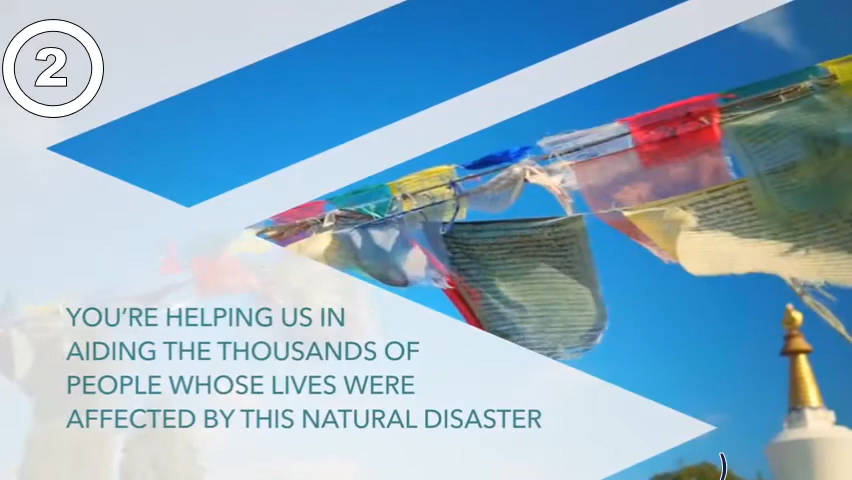 2
YOU'RE HELPING US IN
AIDING THE THOUSANDS OF
PEOPLE WHOSE LIVES WERE
AFFECTED BY THIS NATURAL DISASTER